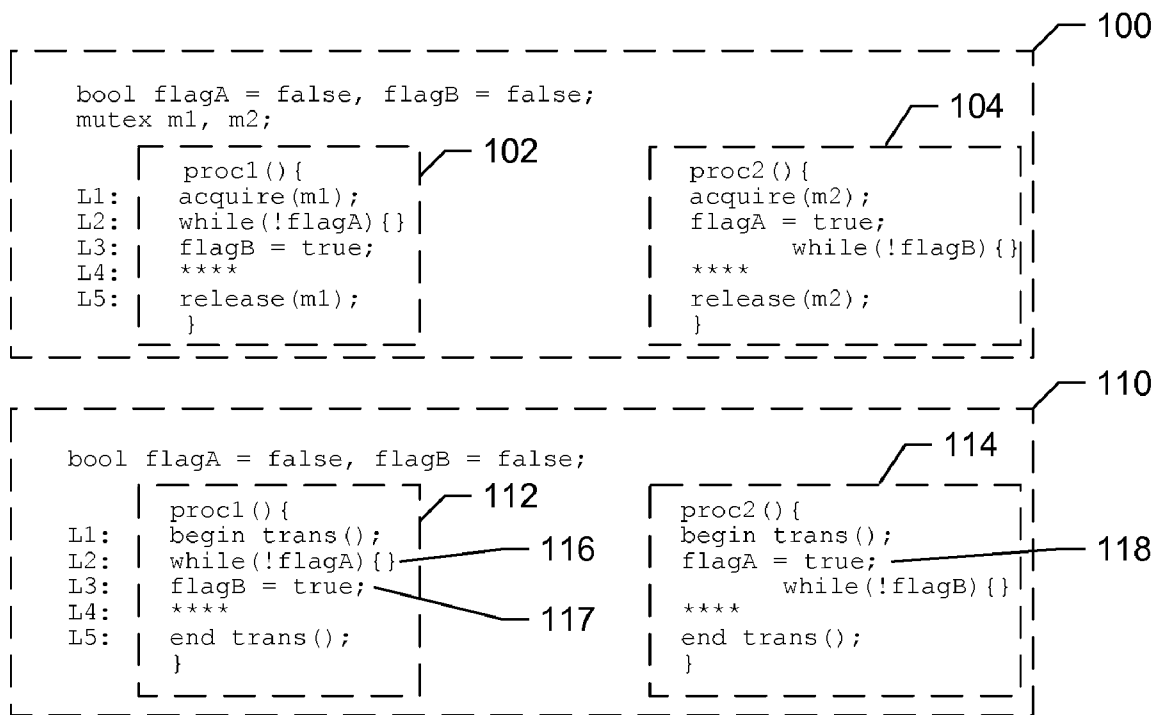 100
bool flagA = false, flagB = false;
mutex m1, m2;
104
102
proc1(){ proc2(){
L1: acquire(m1); acquire(m2);
L2: while(!flagA){} flagA = true;
L3: flagB = true; while(!flagB){}
L4: **** ****
L5: release(m1); release(m2);
} }
110
bool flagA = false, flagB = false;
114
112
proc1(){ proc2(){
L1: begin trans(); begin trans();
L2: while(!flagA){} 116 flagA = true; 118
L3: flagB = true; while(!flagB){}
L4: **** 117 ****
L5: end trans(); end trans();
} }